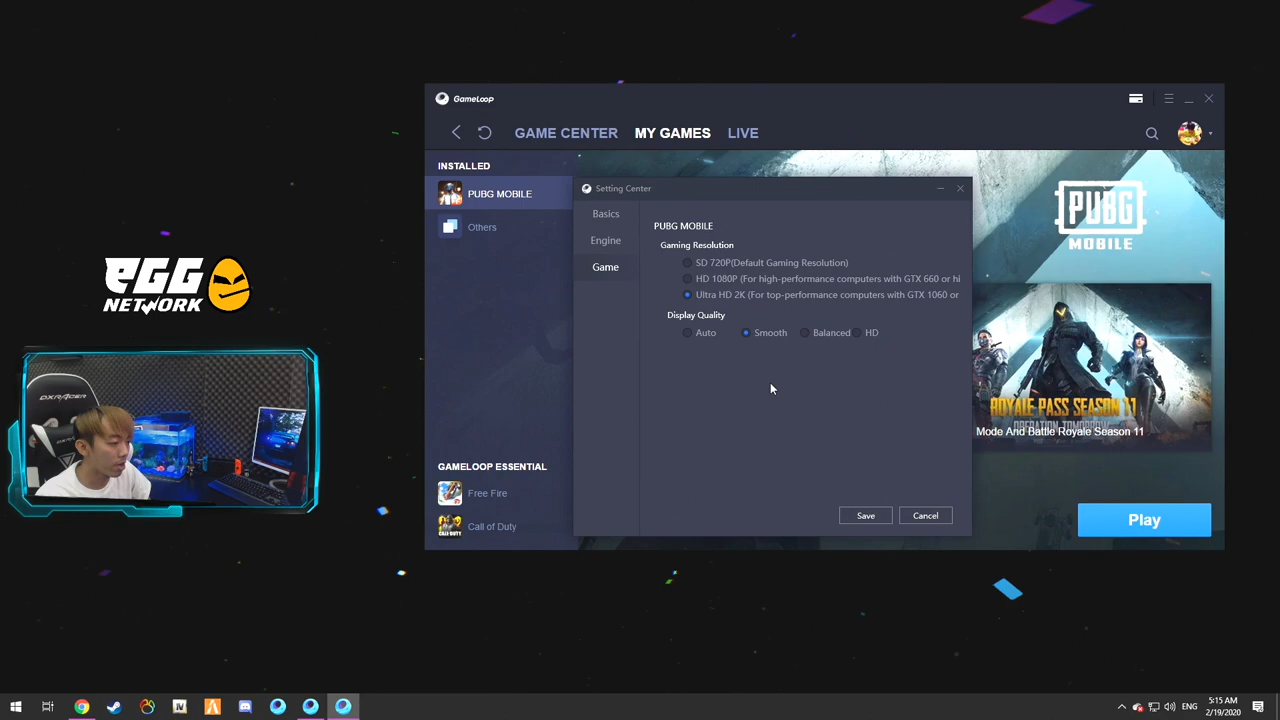 GameLoop
GAME CENTER
MY GAMES
LIVE
INSTALLED
PUBG MOBILE
Others
GAMELOOP ESSENTIAL
Free Fire
Call of Duty
Setting Center
Basics
Engine
Game
PUBG MOBILE
Gaming Resolution
SD 720P(Default Gaming Resolution)
HD 1080P (For high-performance computers with GTX 660 or hi
Ultra HD 2K (For top-performance computers with GTX 1060 or
Display Quality
Auto Smooth Balanced HD
Save
Cancel
PUBG
MOBILE
ROYALE PASS SEASON 11
OPERATION TOMORROW
Mode And Battle Royale Season 11
Play
EGG
NETWORK
DXRACER
IV
ENG
5:15 AM
2/19/2020